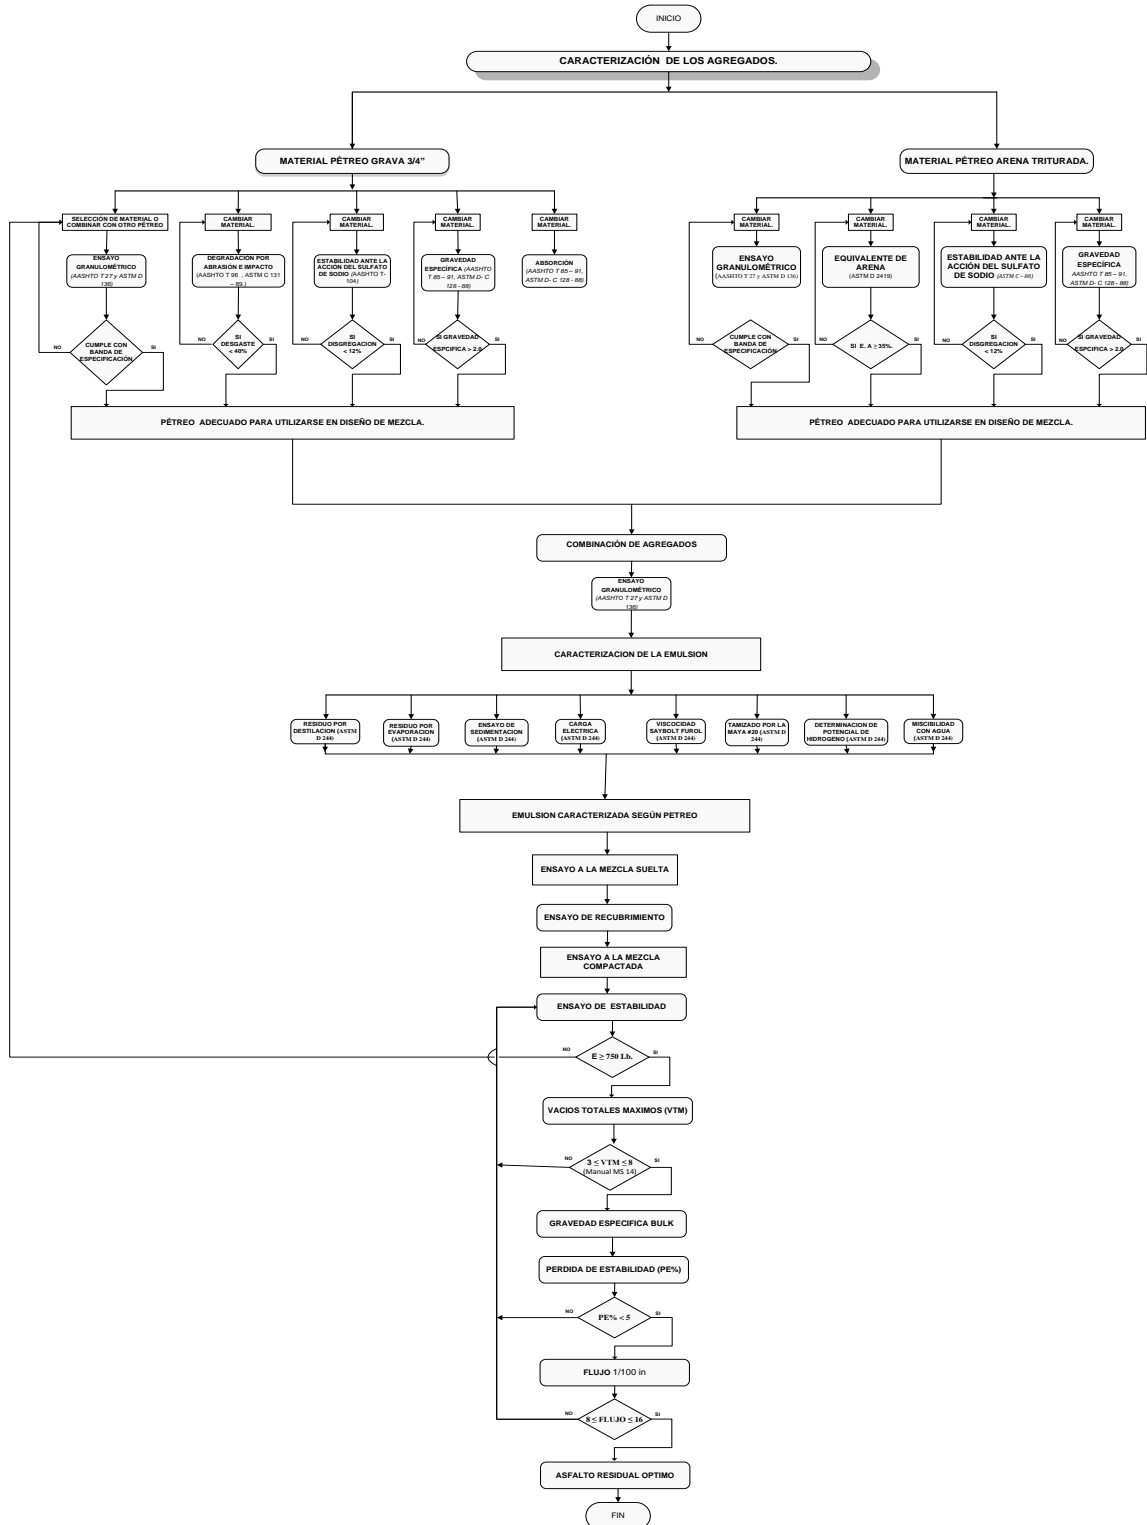 INICIO
CARACTERIZACIÓN DE LOS AGREGADOS.
MATERIAL PÉTREO GRAVA 3/4”
MATERIAL PÉTREO ARENA TRITURADA.
SELECCIÓN DE MATERIAL O
COMBINAR CON OTRO PÉTREO
CAMBIAR
MATERIAL.
CAMBIAR
MATERIAL.
CAMBIAR
MATERIAL.
CAMBIAR
MATERIAL.
CAMBIAR
MATERIAL.
CAMBIAR
MATERIAL.
CAMBIAR
MATERIAL.
CAMBIAR
MATERIAL.
ENSAYO
GRANULOMÉTRICO
(AASHTO T 27 y ASTM D
136)
DEGRADACIÓN POR
ABRASIÓN E IMPACTO
(AASHTO T 96 , ASTM C 131
– 89.)
ESTABILIDAD ANTE LA
ACCIÓN DEL SULFATO DE
SODIO (AASHTO T-
104)
GRAVEDAD
ESPECÍFICA (AASHTO
T 85 – 91, ASTM D- C
128 - 88)
ABSORCIÓN
(AASHTO T 85 – 91,
ASTM D- C 128 - 88)
ENSAYO
GRANULOMÉTRICO
(AASHTO T 27 y ASTM D 136)
EQUIVALENTE DE
ARENA
(ASTM D 2419)
ESTABILIDAD ANTE LA
ACCIÓN DEL SULFATO
DE SODIO (ASTM C - 88)
GRAVEDAD
ESPECÍFICA
AASHTO T 85 – 91,
ASTM D- C 128 - 88)
NO
CUMPLE CON
BANDA DE
ESPECIFICACIÓN
SI
NO
SI
DESGASTE
< 40%
SI
NO
SI
DISGREGACION
< 12%
SI
NO
SI GRAVEDAD
ESPCIFICA > 2.0
SI
NO
CUMPLE CON
BANDA DE
ESPECIFICACIÓN
SI
NO
SI E. A ≥ 35%.
SI
NO
SI
DISGREGACION
< 12%
SI
NO
SI GRAVEDAD
ESPCIFICA > 2.0
SI
PÉTREO ADECUADO PARA UTILIZARSE EN DISEÑO DE MEZCLA.
PÉTREO ADECUADO PARA UTILIZARSE EN DISEÑO DE MEZCLA.
COMBINACIÓN DE AGREGADOS
ENSAYO
GRANULOMÉTRICO
(AASHTO T 27 y ASTM D
136)
CARACTERIZACION DE LA EMULSION
RESIDUO POR
DESTILACION (ASTM
D 244)
RESIDUO POR
EVAPORACION (ASTM
D 244)
ENSAYO DE
SEDIMENTACION
(ASTM D 244)
CARGA
ELECTRICA
(ASTM D 244)
VISCOCIDAD
SAYBOLT FUROL
(ASTM D 244)
TAMIZADO POR LA
MAYA #20 (ASTM D
244)
DETERMINACION DE
POTENCIAL DE
HIDROGENO (ASTM D 244)
MISCIBILIDAD
CON AGUA
(ASTM D 244)
EMULSION CARACTERIZADA SEGÚN PETREO
ENSAYO A LA MEZCLA SUELTA
ENSAYO DE RECUBRIMIENTO
ENSAYO A LA MEZCLA
COMPACTADA
ENSAYO DE ESTABILIDAD
NO
E ≥ 750 Lb.
SI
VACIOS TOTALES MAXIMOS (VTM)
NO
3 ≤ VTM ≤ 8
(Manual MS 14)
SI
GRAVEDAD ESPECIFICA BULK
PERDIDA DE ESTABILIDAD (PE%)
NO
PE% < 5
SI
FLUJO 1/100 in
NO
8 ≤ FLUJO ≤ 16
SI
ASFALTO RESIDUAL OPTIMO
FIN